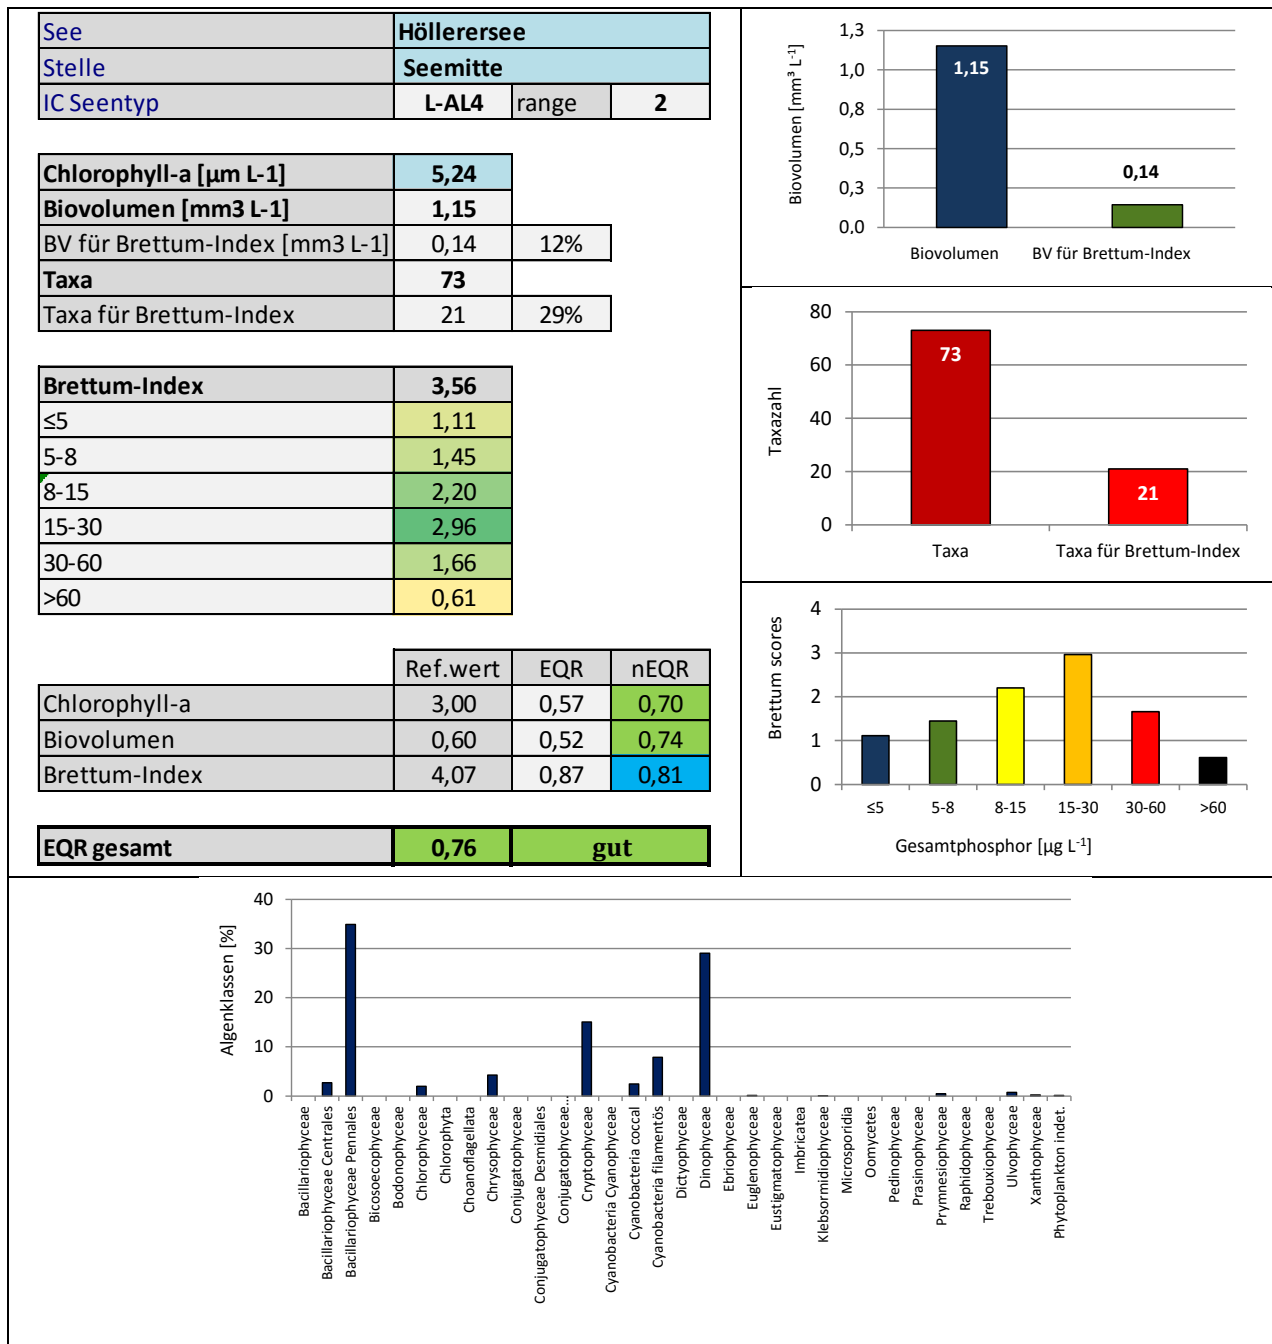 See Höllerersee
Stelle Seemitte
IC Seentyp L-AL4 range 2
Chlorophyll-a [µm L-1] 5,24
Biovolumen [mm3 L-1] 1,15
BV für Brettum-Index [mm3 L-1] 0,14 12%
Taxa 73
Taxa für Brettum-Index 21 29%
Brettum-Index 3,56
≤5 1,11
5-8 1,45
8-15 2,20
15-30 2,96
30-60 1,66
>60 0,61
Ref.wert EQR nEQR
Chlorophyll-a 3,00 0,57 0,70
Biovolumen 0,60 0,52 0,74
Brettum-Index 4,07 0,87 0,81
EQR gesamt 0,76 gut
Biovolumen [mm³ L-1]
1,3
1,0
0,8
0,5
0,3
0,0
1,15
0,14
Biovolumen BV für Brettum-Index
Taxazahl
80
60
40
20
0
73
21
Taxa Taxa für Brettum-Index
Brettum scores
4
3
2
1
0
≤5 5-8 8-15 15-30 30-60 >60
Gesamtphosphor [µg L-1]
Algenklassen [%]
40
30
20
10
0
Bacillariophyceae
Bacillariophyceae Centrales
Bacillariophyceae Pennales
Bicosoecophyceae
Bodonophyceae
Chlorophyceae
Chlorophyta
Choanoflagellata
Chrysophyceae
Conjugatophyceae
Conjugatophyceae Desmidiales
Conjugatophyceae…
Cryptophyceae
Cyanobacteria Cyanophyceae
Cyanobacteria coccal
Cyanobacteria filamentös
Dictyophyceae
Dinophyceae
Ebriophyceae
Euglenophyceae
Eustigmatophyceae
Imbricatea
Klebsormidiophyceae
Microsporidia
Oomycetes
Pedinophyceae
Prasinophyceae
Prymnesiophyceae
Raphidophyceae
Trebouxiophyceae
Ulvophyceae
Xanthophyceae
Phytoplankton indet.